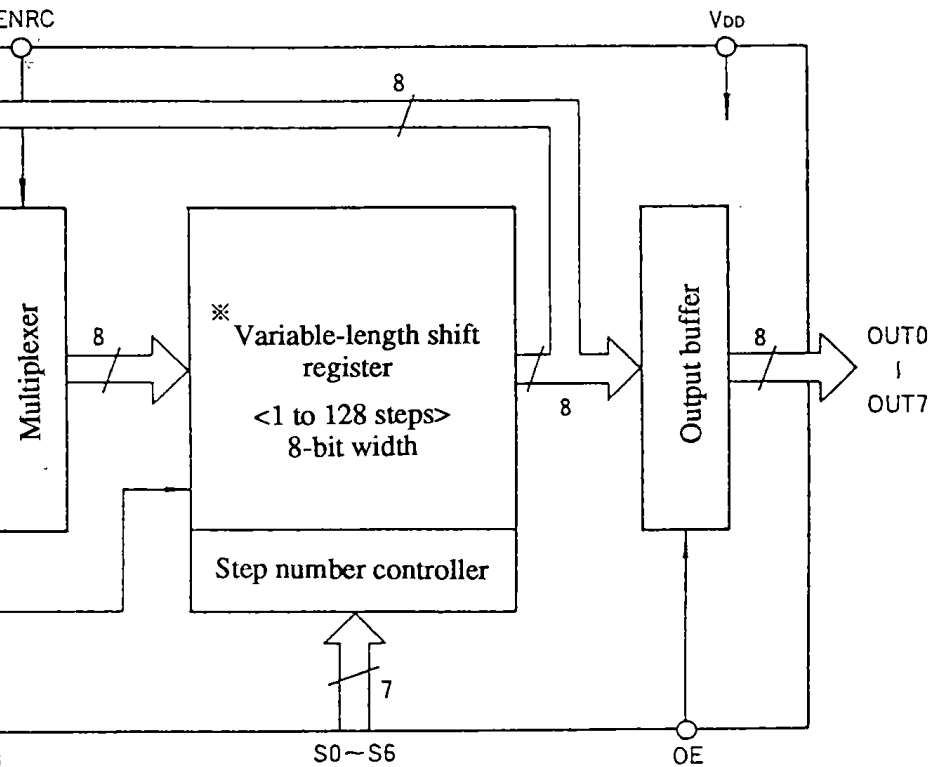 ENRC
VDD
8
Multiplexer
8
※
Variable-length shift
register
<1 to 128 steps>
8-bit width
8
Output buffer
8
OUT0
~
OUT7
Step number controller
7
S0~S6
OE